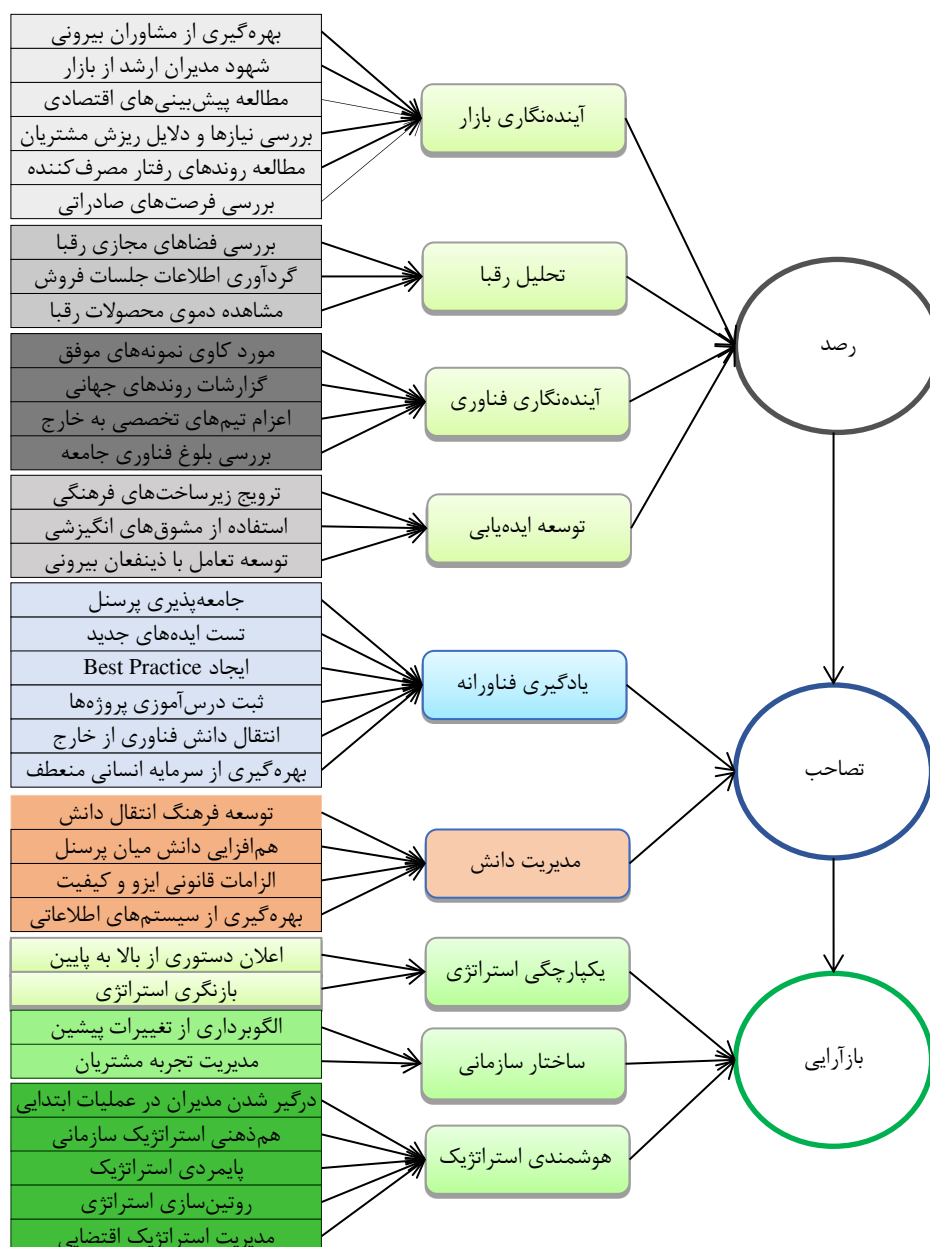 بهره‌گیری از مشاوران بیرونی
شهود مدیران ارشد از بازار
مطالعه پیش‌بینی‌های اقتصادی
بررسی نیازها و دلایل ریزش مشتریان
مطالعه روندهای رفتار مصرف‌کننده
بررسی فرصت‌های صادراتی
آینده‌نگاری بازار
بررسی فضاهای مجازی رقبا
گردآوری اطلاعات جلسات فروش
مشاهده دموی محصولات رقبا
تحلیل رقبا
مورد کاوی نمونه‌های موفق
گزارشات روندهای جهانی
اعزام تیم‌های تخصصی به خارج
بررسی بلوغ فناوری جامعه
آینده‌نگاری فناوری
ترویج زیرساخت‌های فرهنگی
استفاده از مشوق‌های انگیزشی
توسعه تعامل با ذینفعان بیرونی
توسعه ایده‌یابی
رصد
جامعه‌پذیری پرسنل
تست ایده‌های جدید
ایجاد Best Practice
ثبت درس‌آموزی پروژه‌ها
انتقال دانش فناوری از خارج
بهره‌گیری از سرمایه انسانی منعطف
یادگیری فناورانه
توسعه فرهنگ انتقال دانش
هم‌افزایی دانش میان پرسنل
الزامات قانونی ایزو و کیفیت
بهره‌گیری از سیستم‌های اطلاعاتی
مدیریت دانش
تصاحب
اعلان دستوری از بالا به پایین
بازنگری استراتژی
یکپارچگی استراتژی
الگوبرداری از تغییرات پیشین
مدیریت تجربه مشتریان
ساختار سازمانی
درگیر شدن مدیران در عملیات ابتدایی
هم‌ذهنی استراتژیک سازمانی
پایمردی استراتژیک
روتین‌سازی استراتژی
مدیریت استراتژیک اقتضایی
هوشمندی استراتژیک
بازآرایی